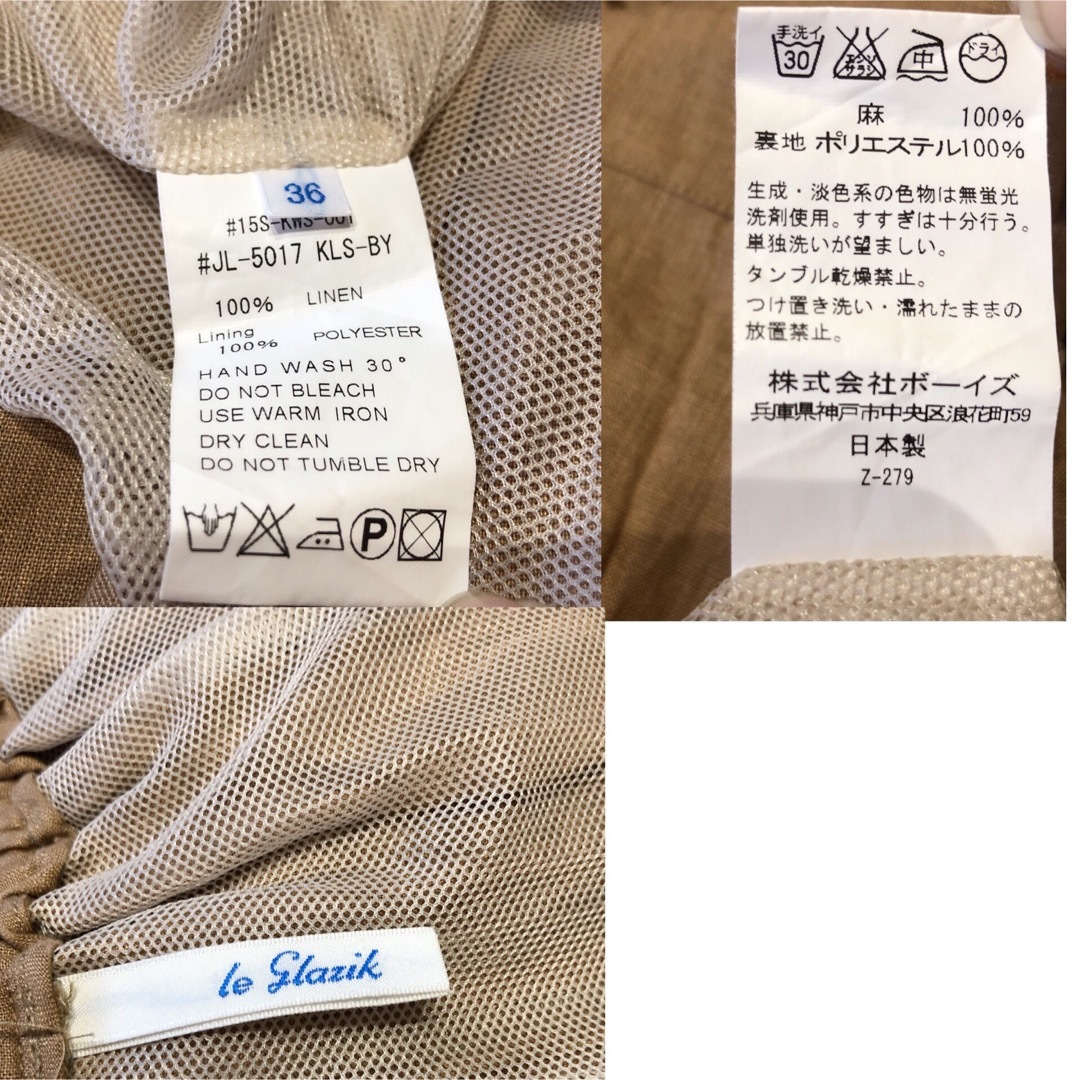 36
#15S-KWS-001
#JL-5017 KLS-BY
100% LINEN
Lining 100% POLYESTER
HAND WASH 30°
DO NOT BLEACH
USE WARM IRON
DRY CLEAN
DO NOT TUMBLE DRY
P
手洗イ 30 エンソサラシ 中 ドライ
麻 100%
裏地 ポリエステル100%
生成・淡色系の色物は無蛍光
洗剤使用。すすぎは十分行う。
単独洗いが望ましい。
タンブル乾燥禁止。
つけ置き洗い・濡れたままの
放置禁止。
株式会社ボーイズ
兵庫県神戸市中央区浪花町59
日本製
Z-279
le Glazik